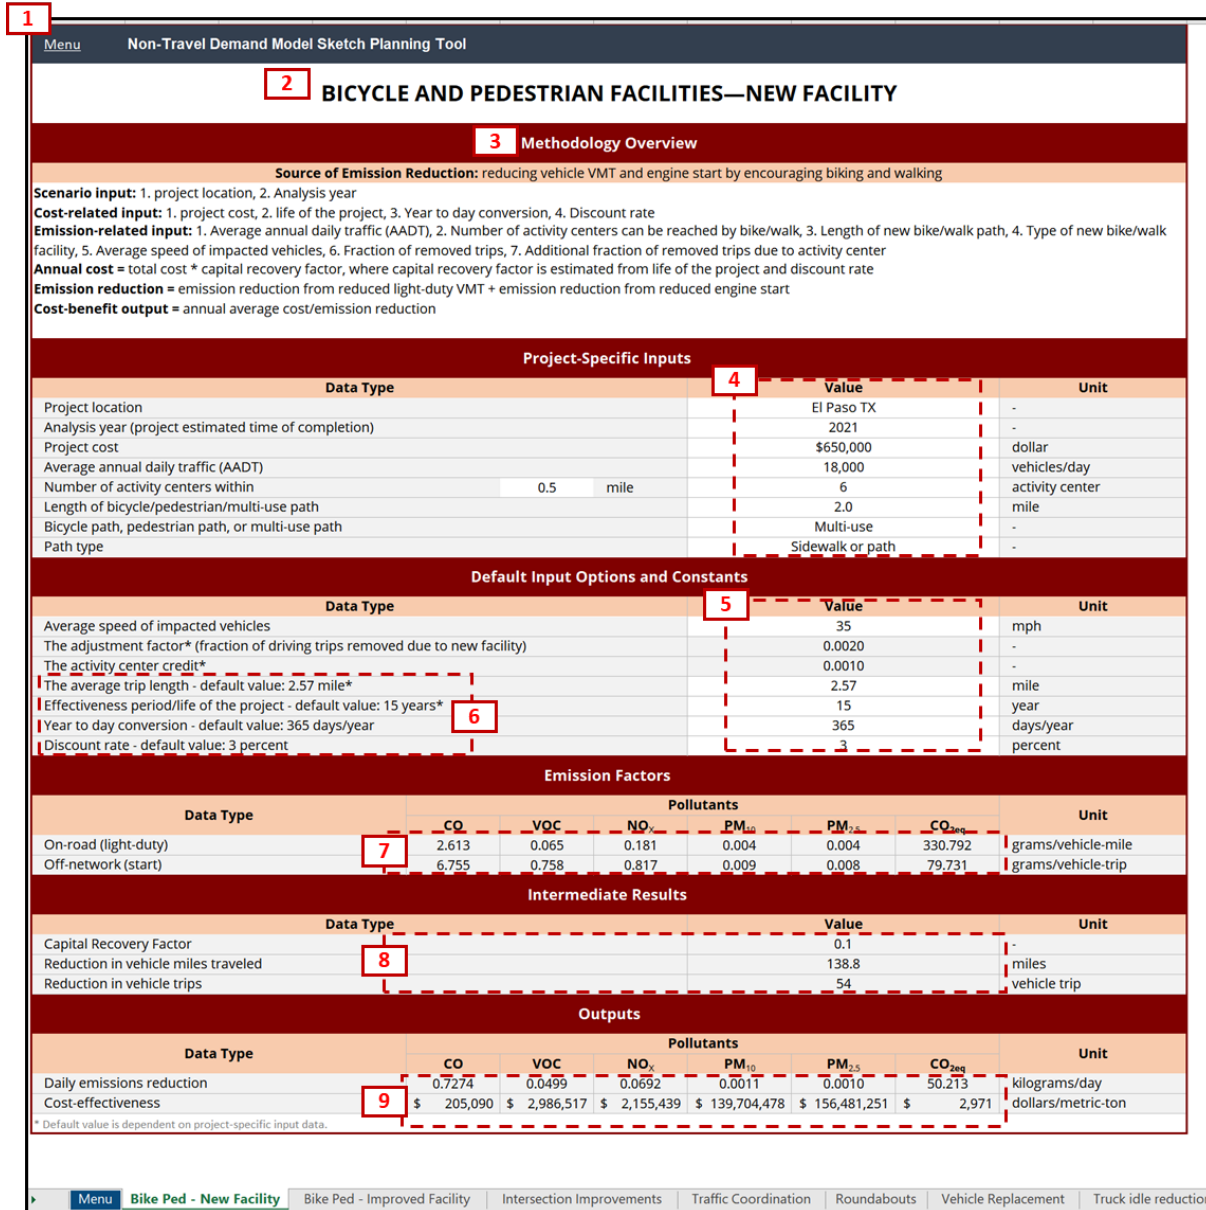 1
Menu Non-Travel Demand Model Sketch Planning Tool
2 BICYCLE AND PEDESTRIAN FACILITIES—NEW FACILITY
3 Methodology Overview
Source of Emission Reduction: reducing vehicle VMT and engine start by encouraging biking and walking
Scenario input: 1. project location, 2. Analysis year
Cost-related input: 1. project cost, 2. life of the project, 3. Year to day conversion, 4. Discount rate
Emission-related input: 1. Average annual daily traffic (AADT), 2. Number of activity centers can be reached by bike/walk, 3. Length of new bike/walk path, 4. Type of new bike/walk
facility, 5. Average speed of impacted vehicles, 6. Fraction of removed trips, 7. Additional fraction of removed trips due to activity center
Annual cost = total cost * capital recovery factor, where capital recovery factor is estimated from life of the project and discount rate
Emission reduction = emission reduction from reduced light-duty VMT + emission reduction from reduced engine start
Cost-benefit output = annual average cost/emission reduction
Project-Specific Inputs
4
Data Type Value Unit
Project location El Paso TX -
Analysis year (project estimated time of completion) 2021 -
Project cost $650,000 dollar
Average annual daily traffic (AADT) 18,000 vehicles/day
Number of activity centers within 0.5 mile 6 activity center
Length of bicycle/pedestrian/multi-use path 2.0 mile
Bicycle path, pedestrian path, or multi-use path Multi-use -
Path type Sidewalk or path -
Default Input Options and Constants
5
Data Type Value Unit
Average speed of impacted vehicles 35 mph
The adjustment factor* (fraction of driving trips removed due to new facility) 0.0020 -
The activity center credit* 0.0010 -
The average trip length - default value: 2.57 mile* 2.57 mile
Effectiveness period/life of the project - default value: 15 years* 15 year
6
Year to day conversion - default value: 365 days/year 365 days/year
Discount rate - default value: 3 percent 3 percent
Emission Factors
Data Type Pollutants Unit
CO VOC NOX PM10 PM2.5 CO2eq
7
On-road (light-duty) 2.613 0.065 0.181 0.004 0.004 330.792 grams/vehicle-mile
Off-network (start) 6.755 0.758 0.817 0.009 0.008 79.731 grams/vehicle-trip
Intermediate Results
Data Type Value Unit
Capital Recovery Factor 0.1 -
8
Reduction in vehicle miles traveled 138.8 miles
Reduction in vehicle trips 54 vehicle trip
Outputs
Data Type Pollutants Unit
CO VOC NOX PM10 PM2.5 CO2eq
Daily emissions reduction 0.7274 0.0499 0.0692 0.0011 0.0010 50.213 kilograms/day
Cost-effectiveness 9 $ 205,090 $ 2,986,517 $ 2,155,439 $ 139,704,478 $ 156,481,251 $ 2,971 dollars/metric-ton
* Default value is dependent on project-specific input data.
Menu Bike Ped - New Facility Bike Ped - Improved Facility Intersection Improvements Traffic Coordination Roundabouts Vehicle Replacement Truck idle reduction